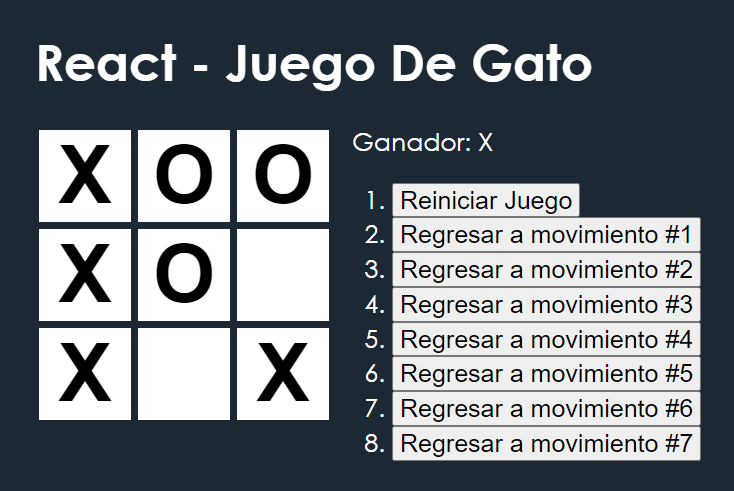 React - Juego De Gato
X O O
X O
X X
Ganador: X
1. Reiniciar Juego
2. Regresar a movimiento #1
3. Regresar a movimiento #2
4. Regresar a movimiento #3
5. Regresar a movimiento #4
6. Regresar a movimiento #5
7. Regresar a movimiento #6
8. Regresar a movimiento #7